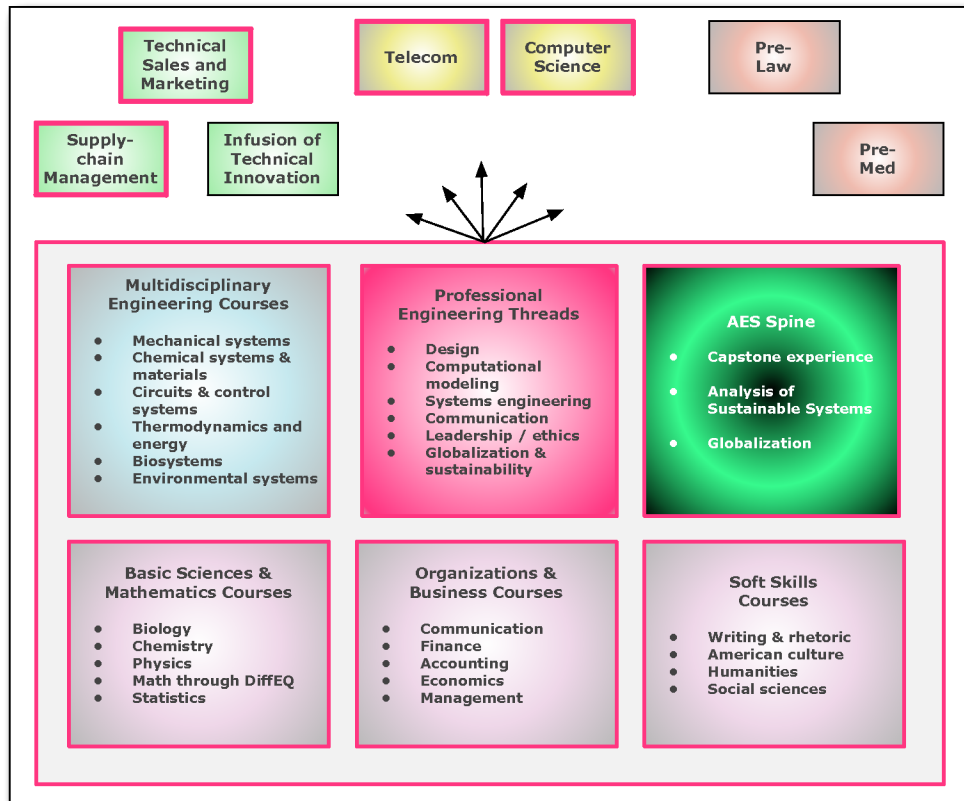 Technical
Sales and
Marketing
Telecom
Computer
Science
Pre-
Law
Supply-
chain
Management
Infusion of
Technical
Innovation
Pre-
Med
Multidisciplinary
Engineering Courses
● Mechanical systems
● Chemical systems &
materials
● Circuits & control
systems
● Thermodynamics and
energy
● Biosystems
● Environmental systems
Professional
Engineering Threads
● Design
● Computational
modeling
● Systems engineering
● Communication
● Leadership / ethics
● Globalization &
sustainability
AES Spine
● Capstone experience
● Analysis of
Sustainable Systems
● Globalization
Basic Sciences &
Mathematics Courses
● Biology
● Chemistry
● Physics
● Math through DiffEQ
● Statistics
Organizations &
Business Courses
● Communication
● Finance
● Accounting
● Economics
● Management
Soft Skills
Courses
● Writing & rhetoric
● American culture
● Humanities
● Social sciences